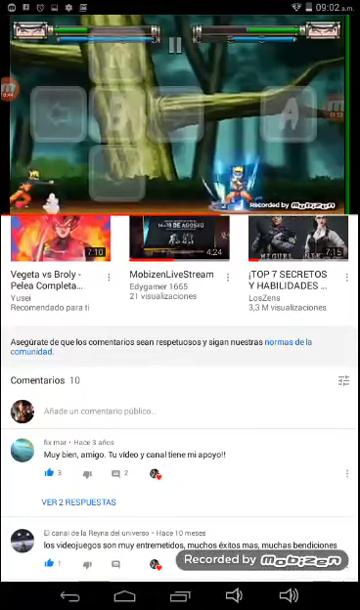 09:02 a.m.
B
A
Recorded by Mobizen
7:10
4:24
7:15
Vegeta vs Broly -
Pelea Completa...
Yusei
Recomendado para ti
MobizenLiveStream
Edygamer 1665
21 visualizaciones
¡TOP 7 SECRETOS
Y HABILIDADES ...
LosZens
3,3 M visualizaciones
Asegúrate de que los comentarios sean respetuosos y sigan nuestras normas de la
comunidad.
Comentarios 10
Añade un comentario público...
fix mar • Hace 3 años
Muy bien, amigo. Tu vídeo y canal tiene mi apoyo!!
3
2
VER 2 RESPUESTAS
El canal de la Reyna del universo • Hace 10 meses
los videojuegos son muy entremetidos, muchos éxitos mas, muchas bendiciones
1
Recorded by Mobizen